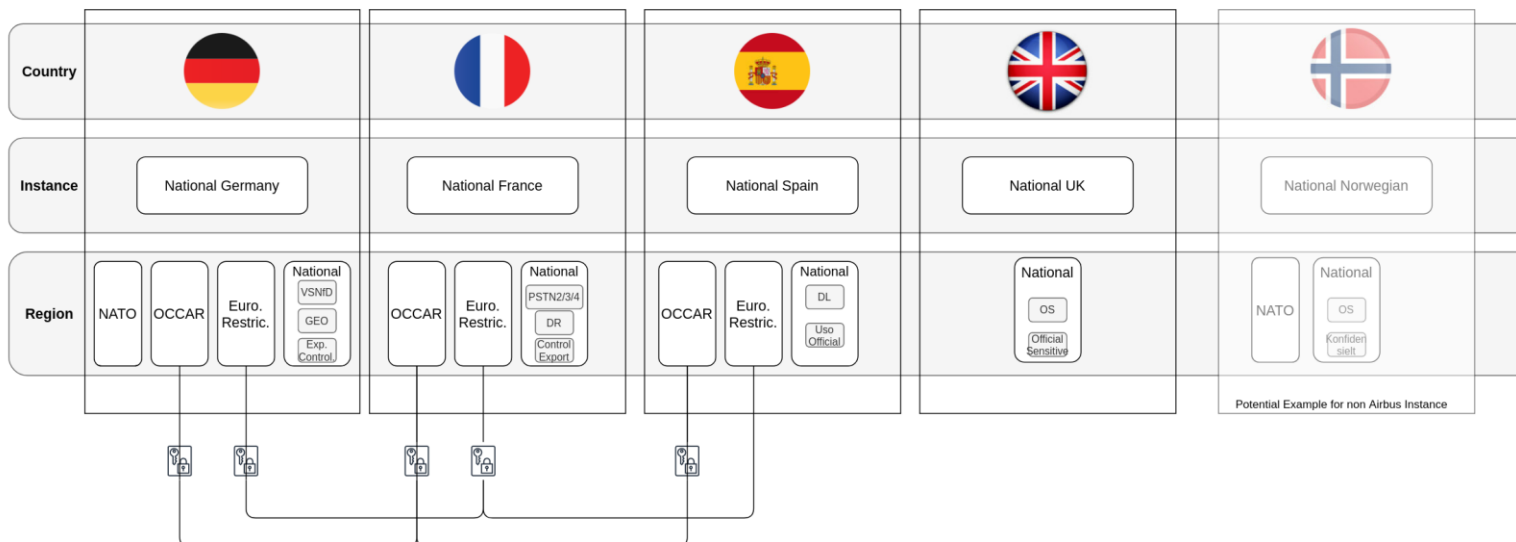 Country
Instance
National Germany
National France
National Spain
National UK
National Norwegian
Region
NATO
OCCAR
Euro.
Restric.
National
VSNfD
GEO
Exp.
Control.
OCCAR
Euro.
Restric.
National
PSTN2/3/4
DR
Control
Export
OCCAR
Euro.
Restric.
National
DL
Uso
Official
National
OS
Official
Sensitive
NATO
National
OS
Konfiden
sielt
Potential Example for non Airbus Instance